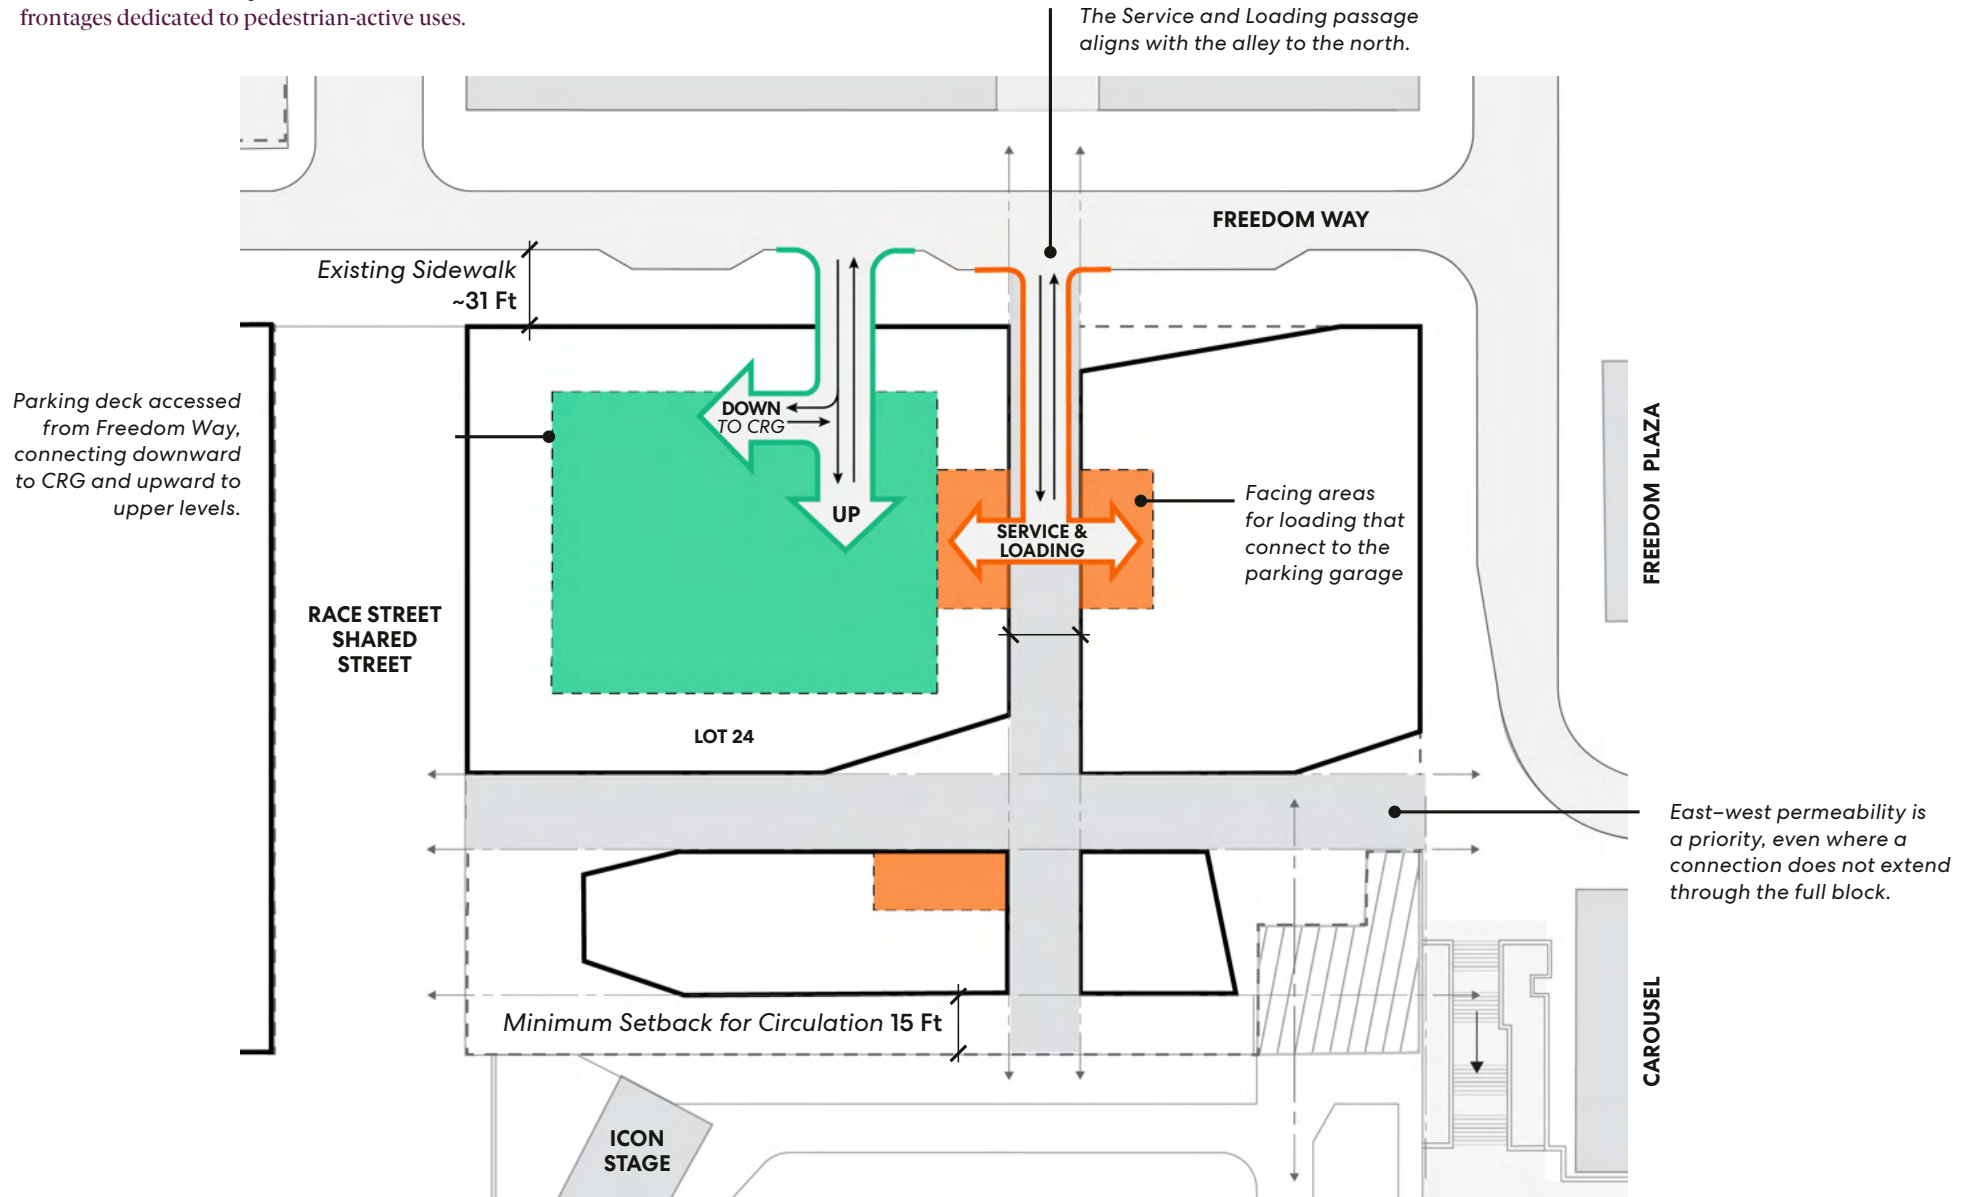 frontages dedicated to pedestrian-active uses.
The Service and Loading passage
aligns with the alley to the north.
FREEDOM WAY
Existing Sidewalk
~31 Ft
Parking deck accessed
from Freedom Way,
connecting downward
to CRG and upward to
upper levels.
DOWN
TO CRG
UP
SERVICE &
LOADING
Facing areas
for loading that
connect to the
parking garage
FREEDOM PLAZA
RACE STREET
SHARED
STREET
LOT 24
East–west permeability is
a priority, even where a
connection does not extend
through the full block.
Minimum Setback for Circulation 15 Ft
CAROUSEL
ICON
STAGE